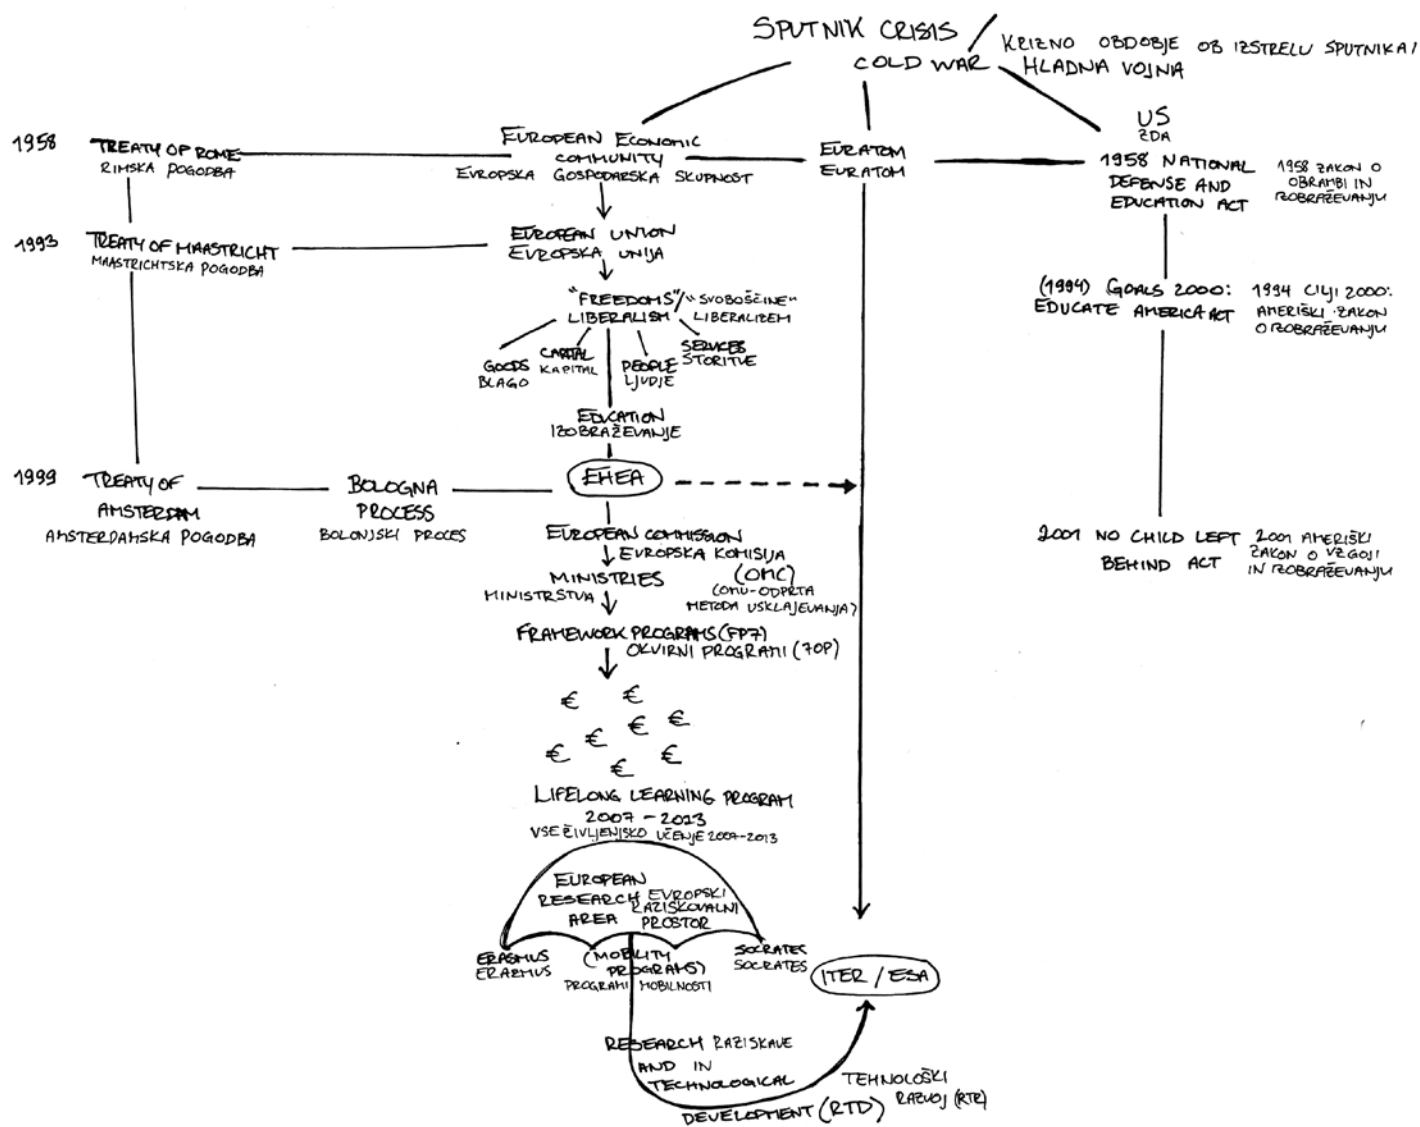 SPUTNIK CRISIS /
COLD WAR
KRIZNO OBDOBJE OB IZSTRELU SPUTNIKA/
HLADNA VOJNA
1958
TREATY OF ROME
RIMSKA POGODBA
EUROPEAN ECONOMIC
COMMUNITY
EVROPSKA GOSPODARSKA SKUPNOST
EURATOM
EURATOM
US
ZDA
1958 NATIONAL
DEFENSE AND
EDUCATION ACT
1958 ZAKON O
OBRAMBI IN
IZOBRAŽEVANJU
1993
TREATY OF MAASTRICHT
MAASTRICHTSKA POGODBA
EUROPEAN UNION
EVROPSKA UNIJA
"FREEDOMS"/"SVOBOŠČINE"
LIBERALISM LIBERALIZEM
GOODS
BLAGO
CAPITAL
KAPITAL
PEOPLE
LJUDJE
SERVICES
STORITVE
(1994) GOALS 2000:
EDUCATE AMERICA ACT
1994 CILJI 2000:
AMERIŠKI ZAKON
O IZOBRAŽEVANJU
EDUCATION
IZOBRAŽEVANJE
1999
TREATY OF
AMSTERDAM
AMSTERDAMSKA POGODBA
BOLOGNA
PROCESS
BOLONJSKI PROCES
EHEA
EUROPEAN COMMISSION
EVROPSKA KOMISIJA
MINISTRIES
MINISTRSTVA
(OMC)
(OMU-ODPRTA
METODA USKLAJEVANJA)
2001 NO CHILD LEFT
BEHIND ACT
2001 AMERIŠKI
ZAKON O VZGOJI
IN IZOBRAŽEVANJU
FRAMEWORK PROGRAMS (FP7)
OKVIRNI PROGRAMI (7OP)
€ €
€ €
€
€ €
€
LIFELONG LEARNING PROGRAM
2007 - 2013
VSEŽIVLJENJSKO UČENJE 2007-2013
EUROPEAN
RESEARCH
AREA
EVROPSKI
RAZISKOVALNI
PROSTOR
ERASMUS
ERAZMUS
(MOBILITY
PROGRAMS)
PROGRAMI MOBILNOSTI
SOCRATES
SOCRATES
ITER / ESA
RESEARCH RAZISKAVE
AND IN
TECHNOLOGICAL
DEVELOPMENT (RTD)
TEHNOLOŠKI
RAZVOJ (RTR)